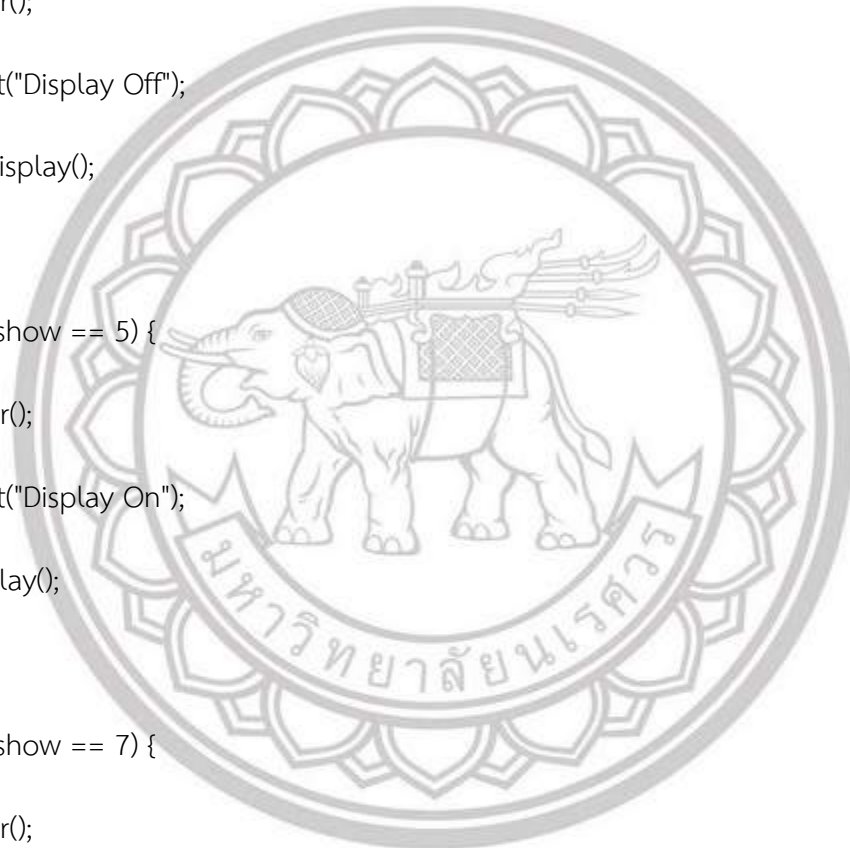 r();
t("Display Off");
isplay();
show == 5) {
r();
t("Display On");
lay();
มหาวิทยาลัยนเรศวร
show == 7) {
r();